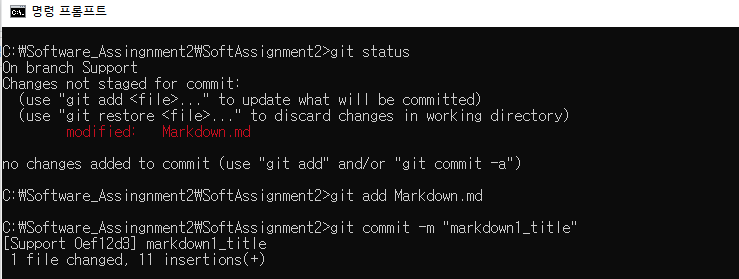 명령 프롬프트
C:₩Software_Assingnment2₩SoftAssignment2>git status
On branch Support
Changes not staged for commit:
  (use "git add <file>..." to update what will be committed)
  (use "git restore <file>..." to discard changes in working directory)
        modified:   Markdown.md
no changes added to commit (use "git add" and/or "git commit -a")
C:₩Software_Assingnment2₩SoftAssignment2>git add Markdown.md
C:₩Software_Assingnment2₩SoftAssignment2>git commit -m "markdown1_title"
[Support 0ef12d3] markdown1_title
 1 file changed, 11 insertions(+)